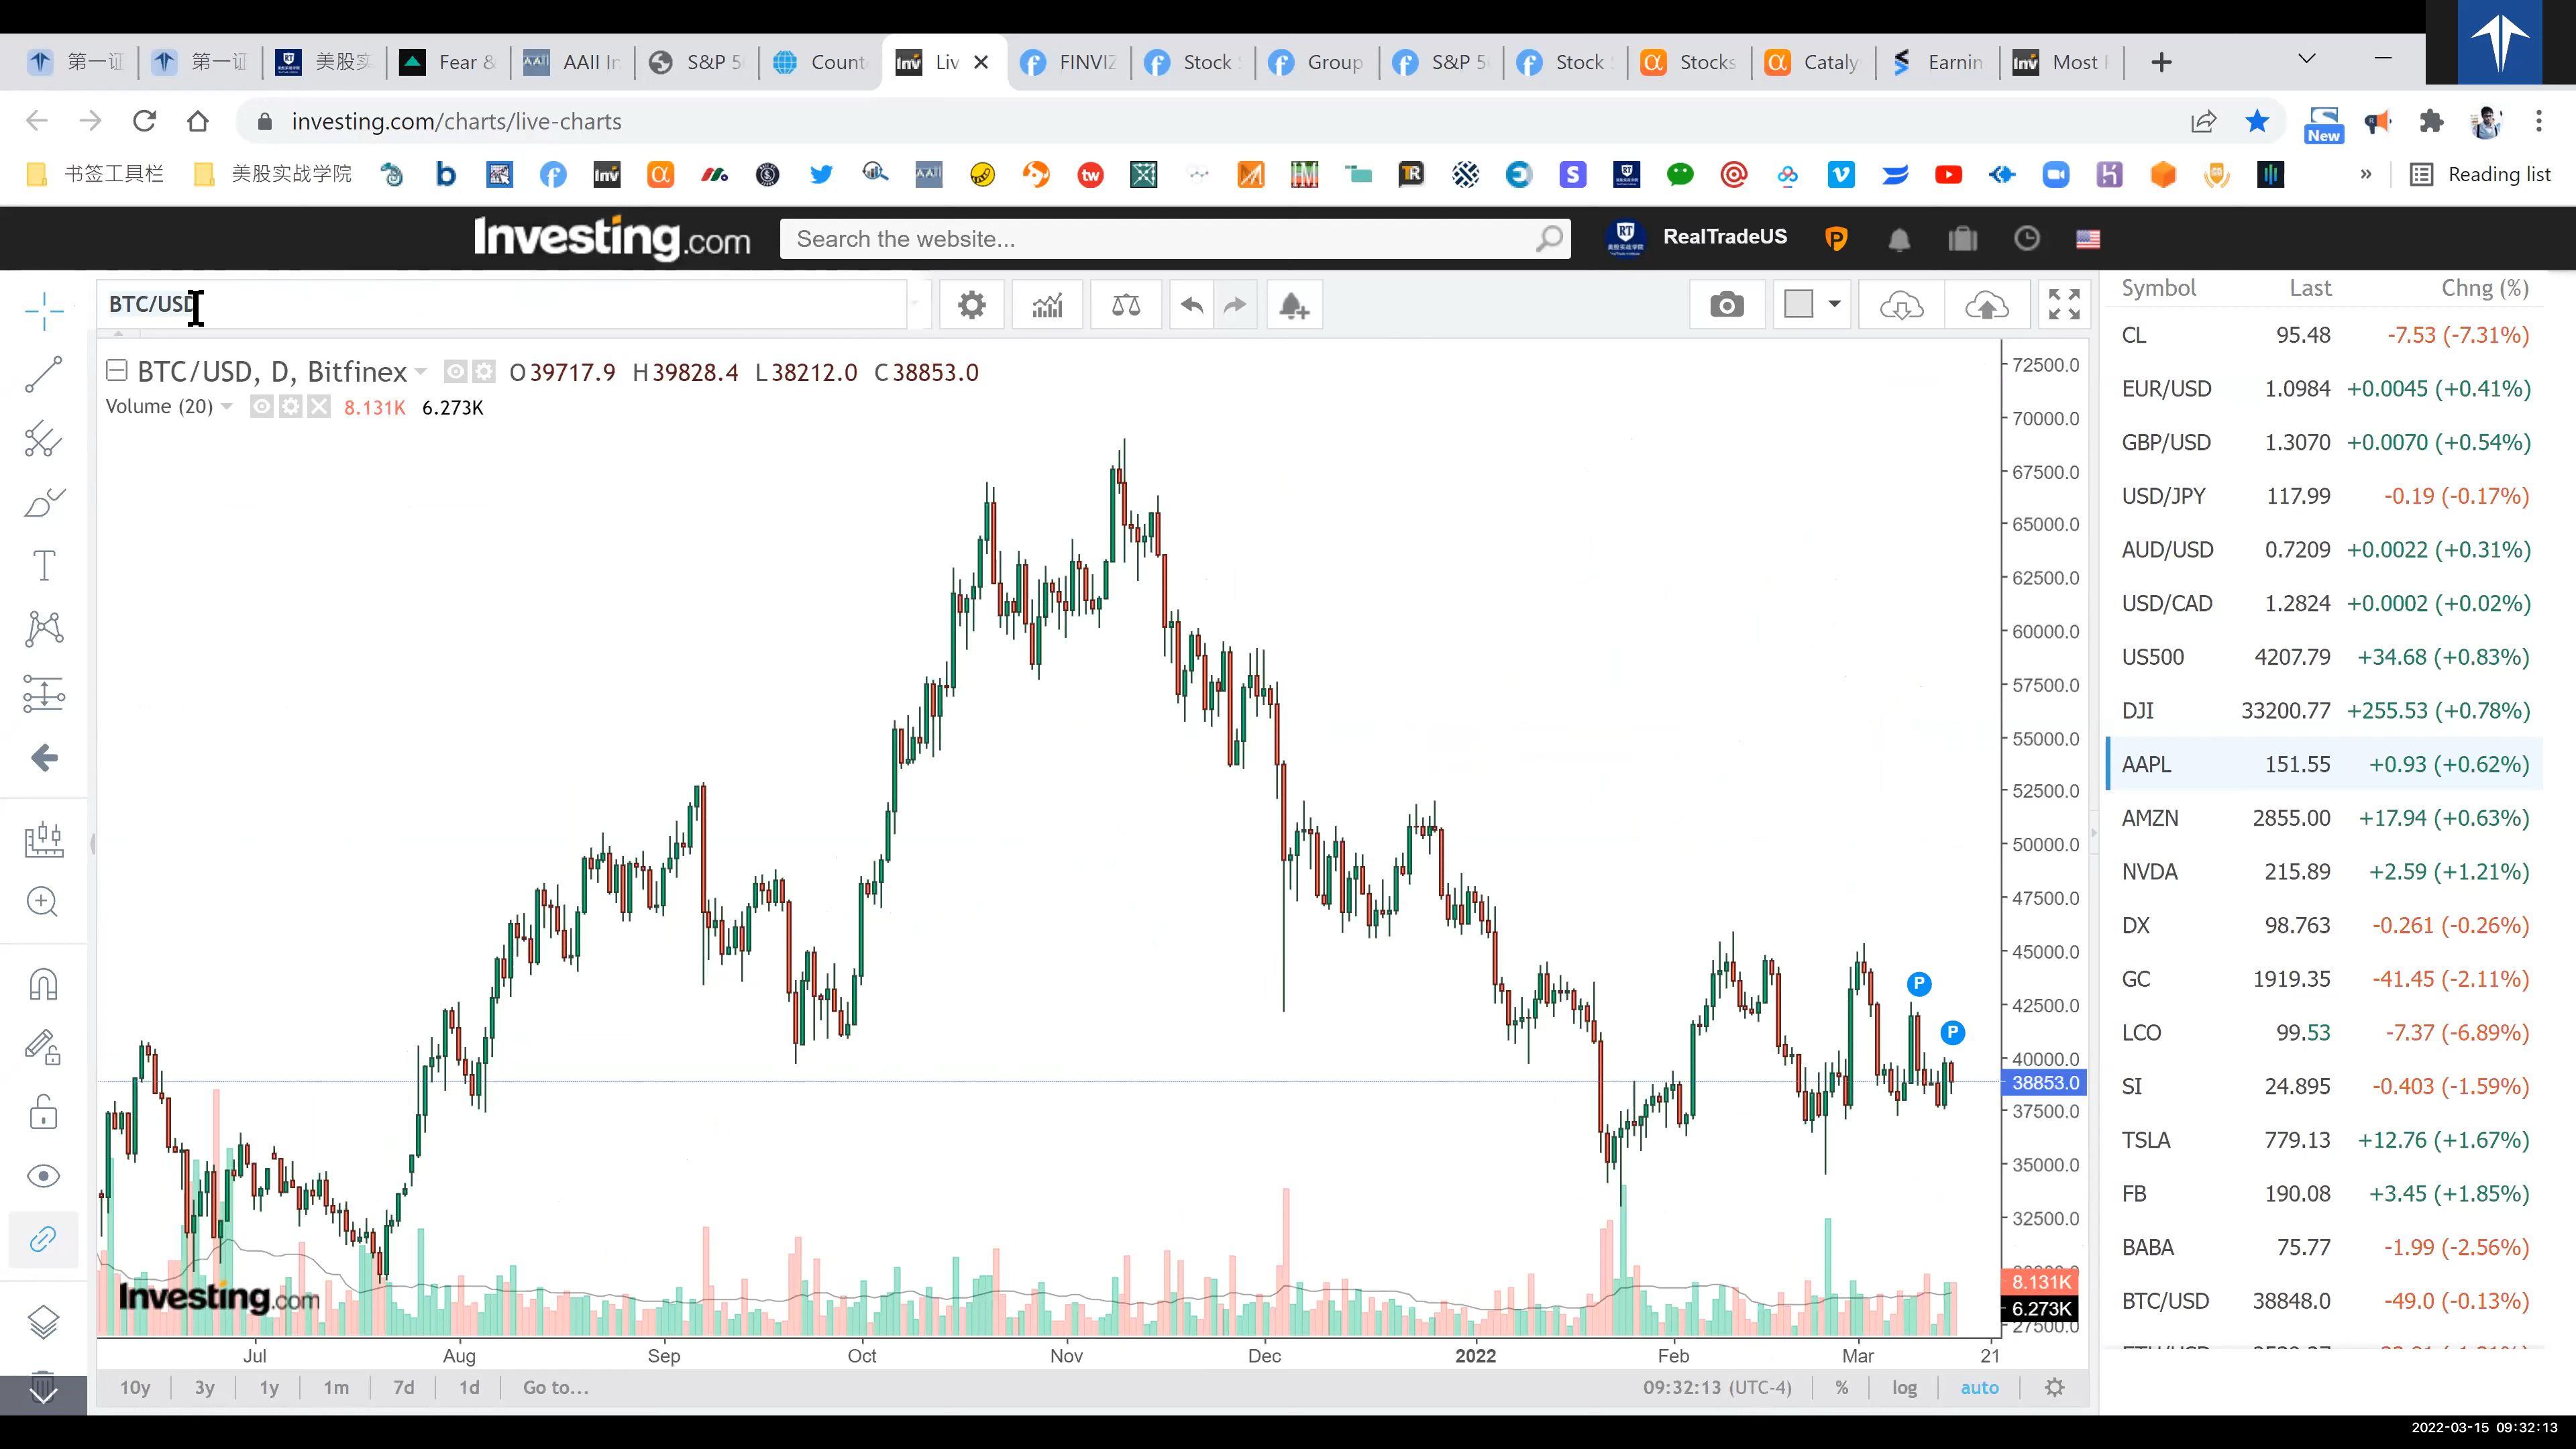 第一证 第一证 美股实 Fear & AAII In S&P 5 Count Liv FINVIZ Stock Group S&P 5 Stock Stocks Cataly Earnin Most
investing.com/charts/live-charts
New
书签工具栏 美股实战学院 » Reading list
Investing.com Search the website... RealTradeUS
BTC/USD
Symbol Last Chng (%)
BTC/USD, D, Bitfinex O39717.9 H39828.4 L38212.0 C38853.0
Volume (20) 8.131K 6.273K
CL 95.48 -7.53 (-7.31%)
EUR/USD 1.0984 +0.0045 (+0.41%)
GBP/USD 1.3070 +0.0070 (+0.54%)
USD/JPY 117.99 -0.19 (-0.17%)
AUD/USD 0.7209 +0.0022 (+0.31%)
USD/CAD 1.2824 +0.0002 (+0.02%)
US500 4207.79 +34.68 (+0.83%)
DJI 33200.77 +255.53 (+0.78%)
AAPL 151.55 +0.93 (+0.62%)
AMZN 2855.00 +17.94 (+0.63%)
NVDA 215.89 +2.59 (+1.21%)
DX 98.763 -0.261 (-0.26%)
GC 1919.35 -41.45 (-2.11%)
LCO 99.53 -7.37 (-6.89%)
SI 24.895 -0.403 (-1.59%)
TSLA 779.13 +12.76 (+1.67%)
FB 190.08 +3.45 (+1.85%)
BABA 75.77 -1.99 (-2.56%)
BTC/USD 38848.0 -49.0 (-0.13%)
72500.0
70000.0
67500.0
65000.0
62500.0
60000.0
57500.0
55000.0
52500.0
50000.0
47500.0
45000.0
42500.0
40000.0
38853.0
37500.0
35000.0
32500.0
8.131K
6.273K
27500.0
P
P
Investing.com
Jul Aug Sep Oct Nov Dec 2022 Feb Mar 21
10y 3y 1y 1m 7d 1d Go to... 09:32:13 (UTC-4) % log auto
2022-03-15 09:32:13